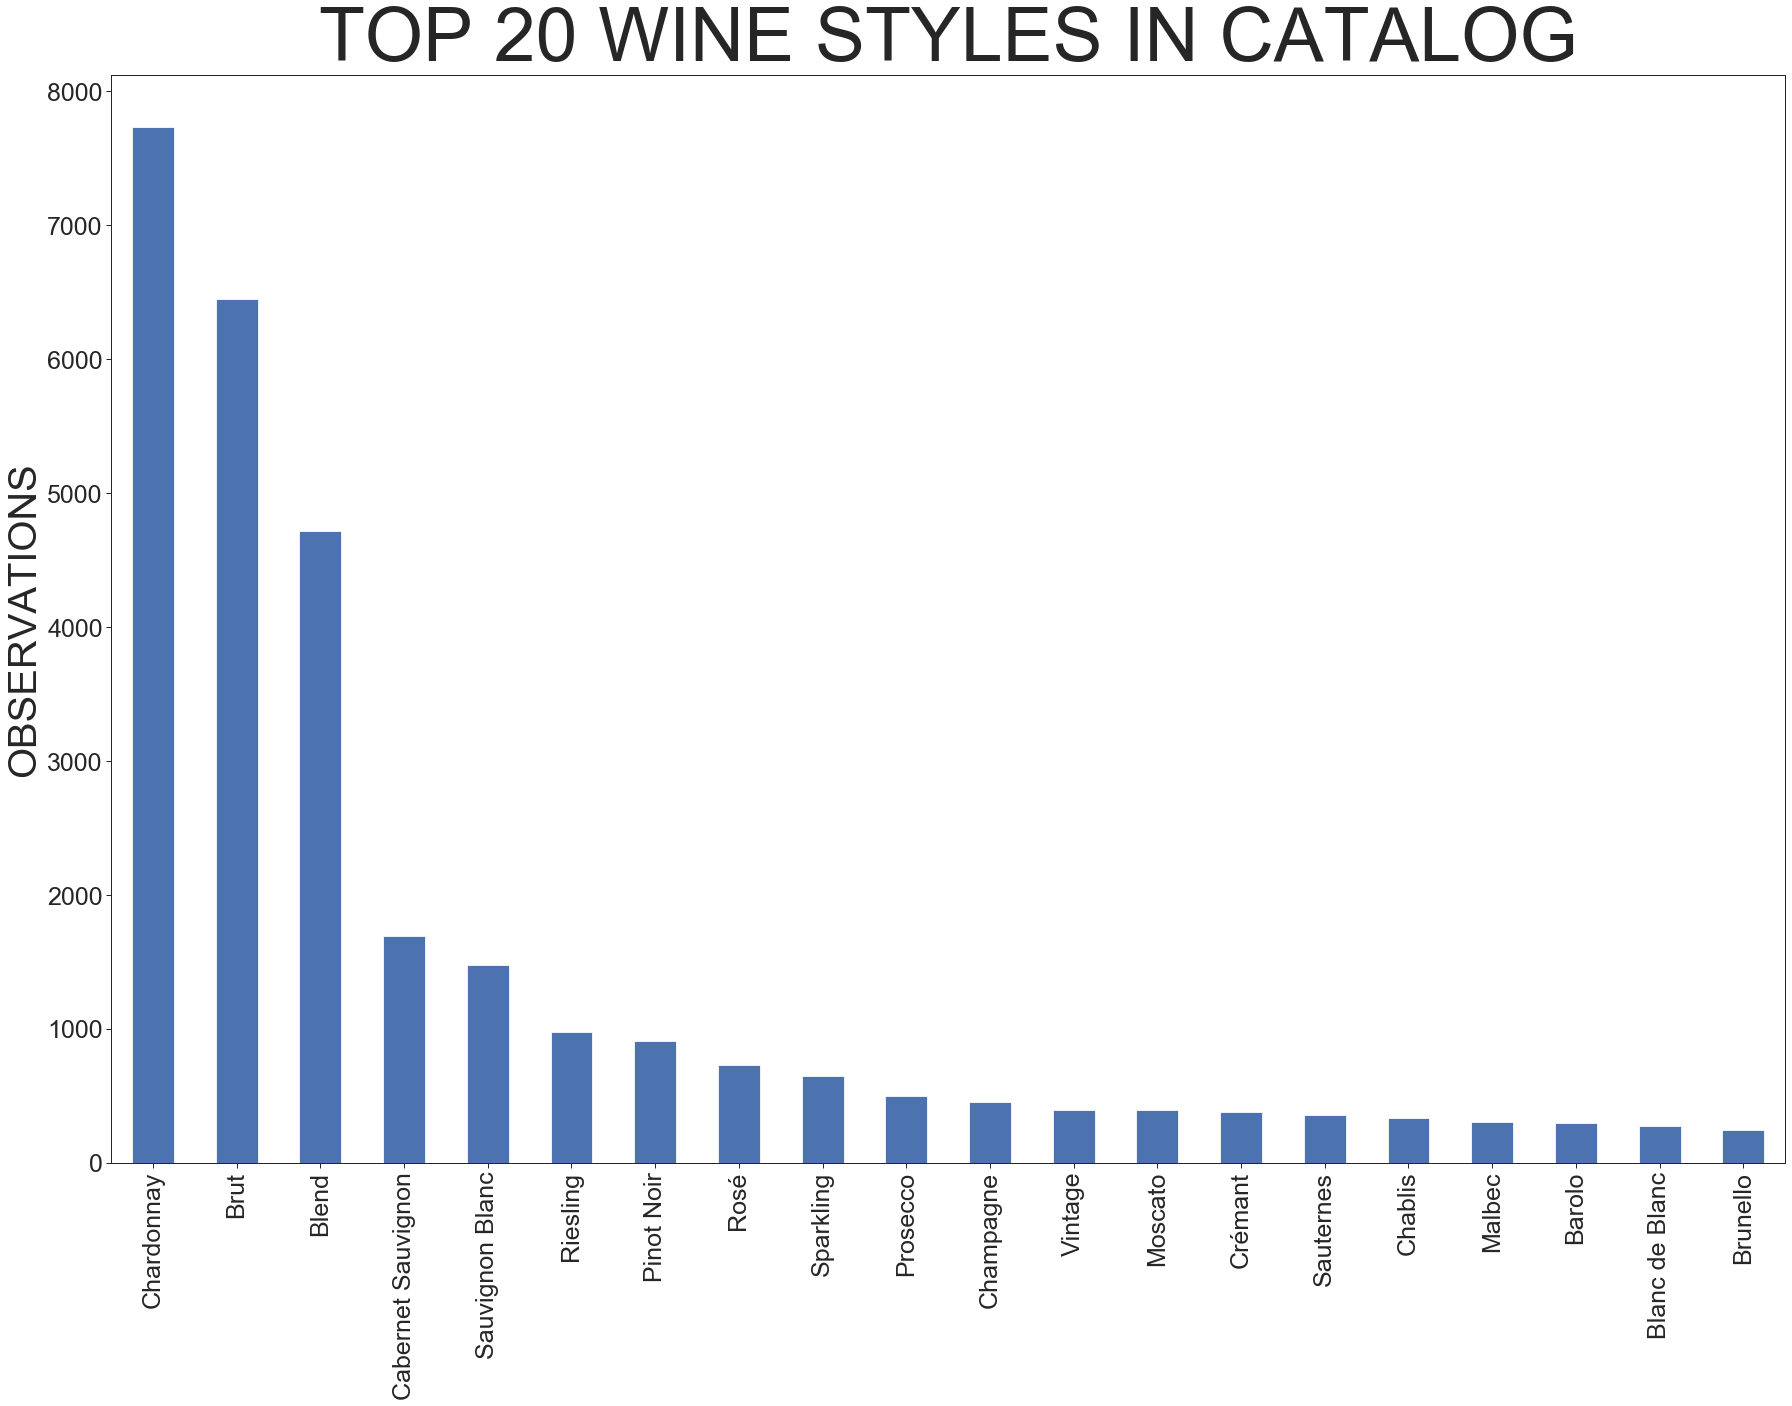 TOP 20 WINE STYLES IN CATALOG
8000
7000
6000
5000
4000
3000
2000
1000
0
OBSERVATIONS
Chardonnay
Brut
Blend
Cabernet Sauvignon
Sauvignon Blanc
Riesling
Pinot Noir
Rosé
Sparkling
Prosecco
Champagne
Vintage
Moscato
Crémant
Sauternes
Chablis
Malbec
Barolo
Blanc de Blanc
Brunello